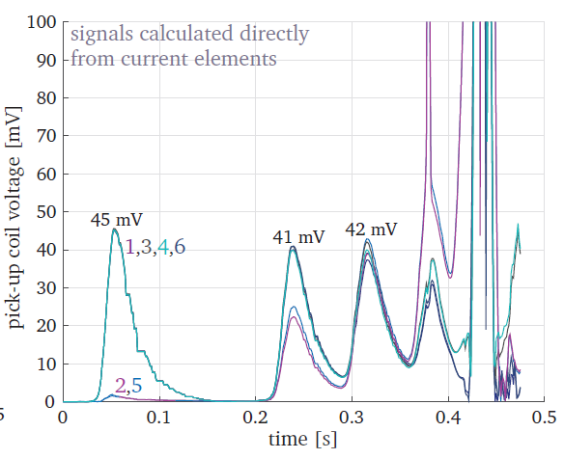 signals calculated directly
from current elements
pick-up coil voltage [mV]
100
90
80
70
60
50
40
30
20
10
0
45 mV
1,3,4,6
41 mV
42 mV
2,5
5
0
0.1
0.2
0.3
0.4
0.5
time [s]